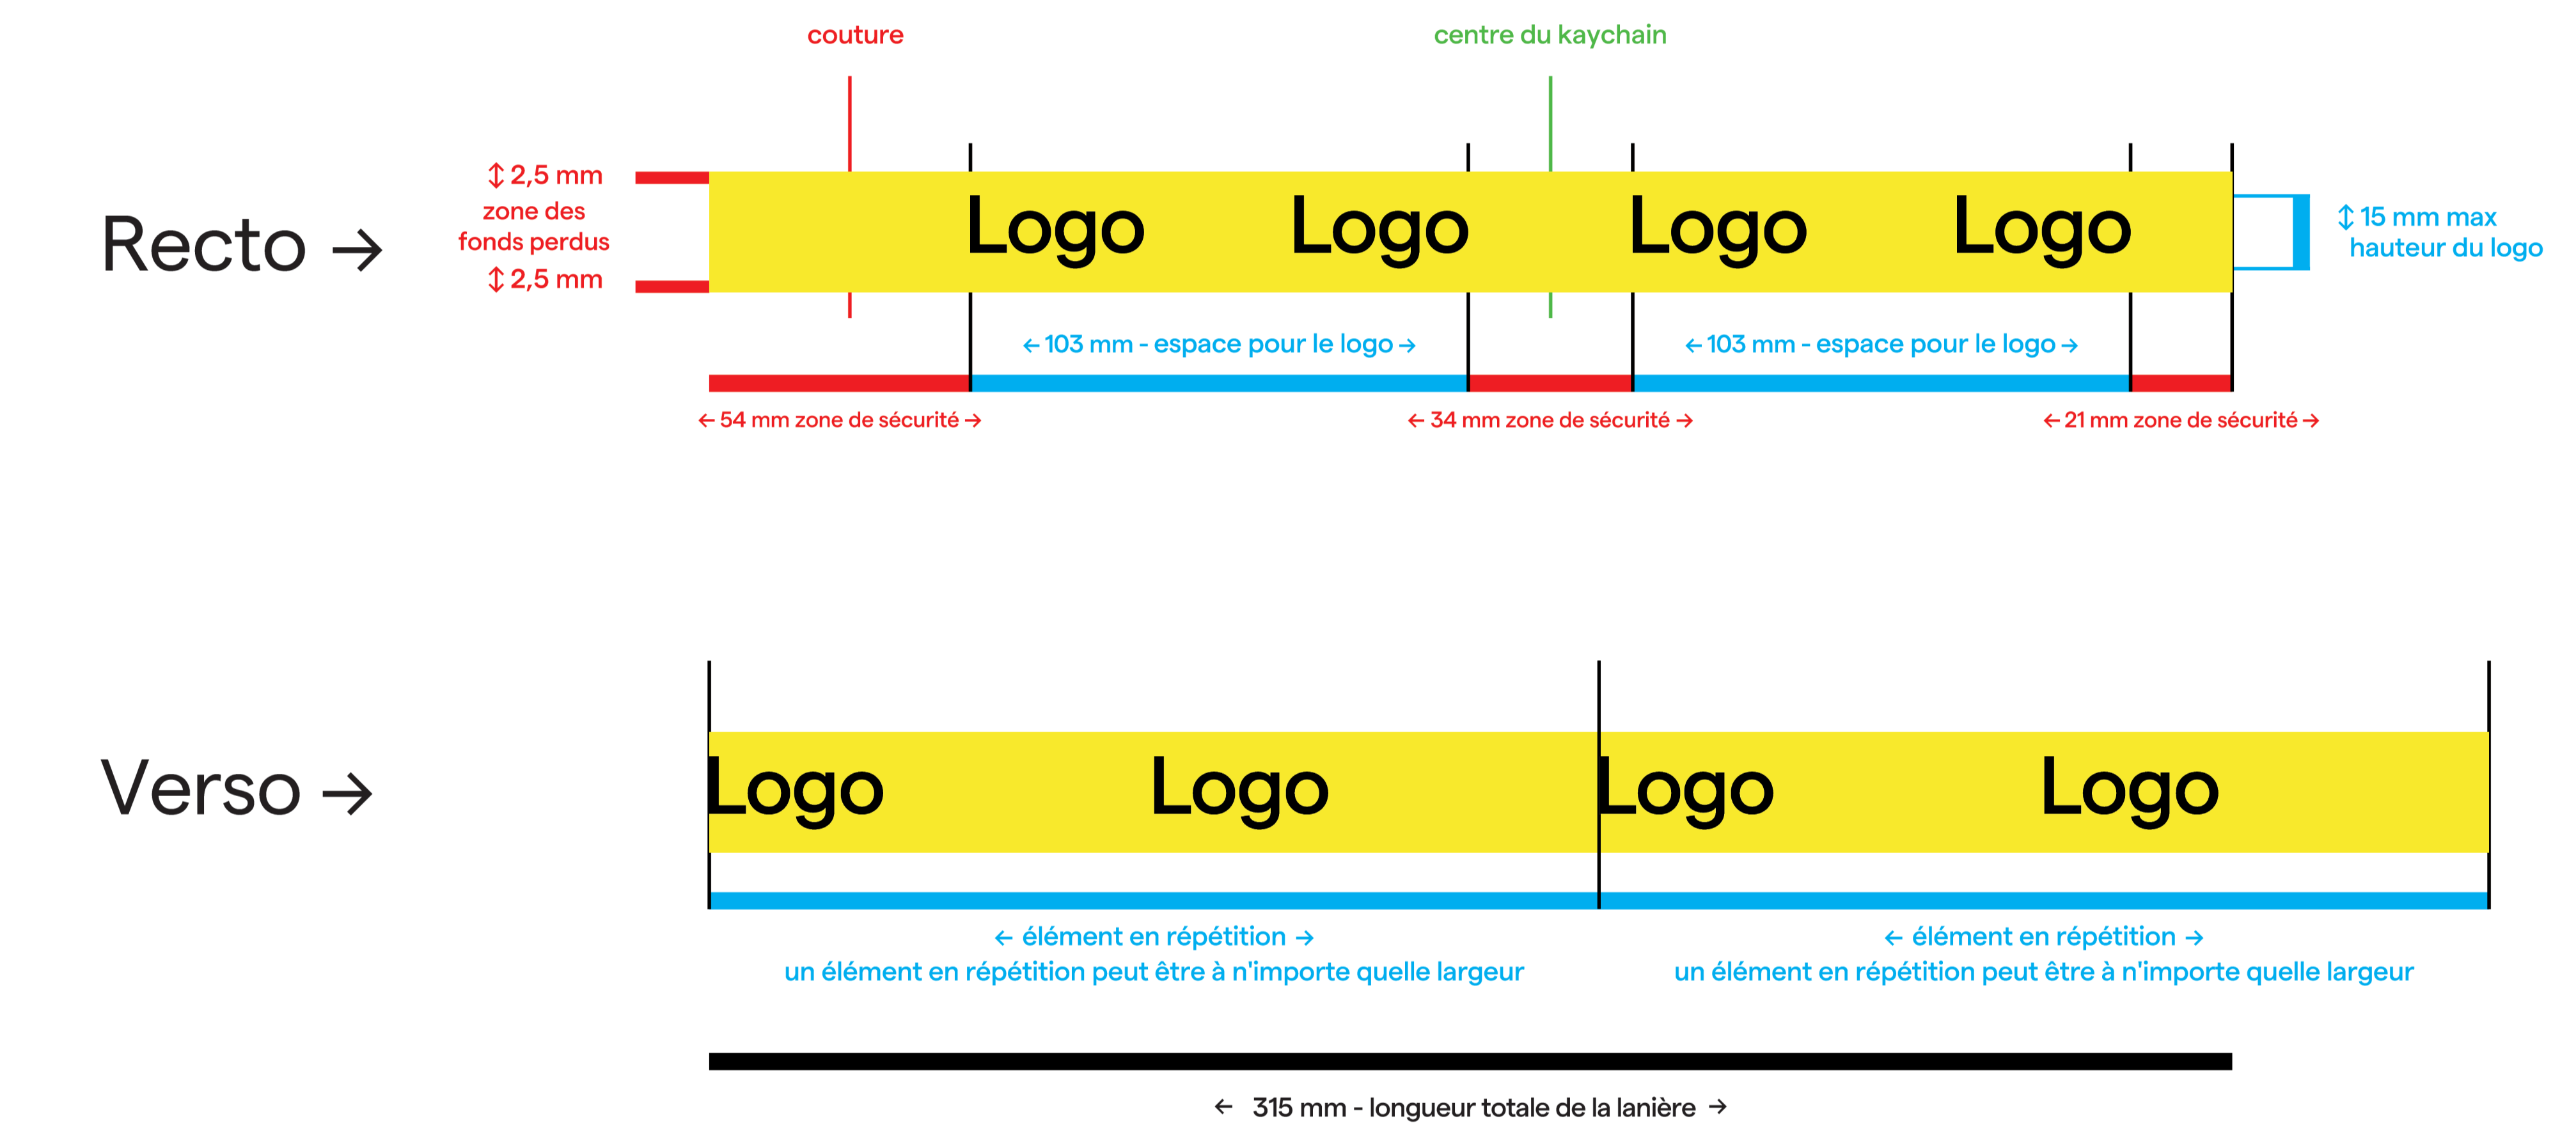 couture
centre du kaychain
Recto →
↕ 2,5 mm
zone des
fonds perdus
↕ 2,5 mm
Logo Logo Logo Logo
↕ 15 mm max
hauteur du logo
← 103 mm - espace pour le logo →
← 103 mm - espace pour le logo →
← 54 mm zone de sécurité →
← 34 mm zone de sécurité →
← 21 mm zone de sécurité →
Verso →
Logo Logo Logo Logo
← élément en répétition →
un élément en répétition peut être à n'importe quelle largeur
← élément en répétition →
un élément en répétition peut être à n'importe quelle largeur
← 315 mm - longueur totale de la lanière →